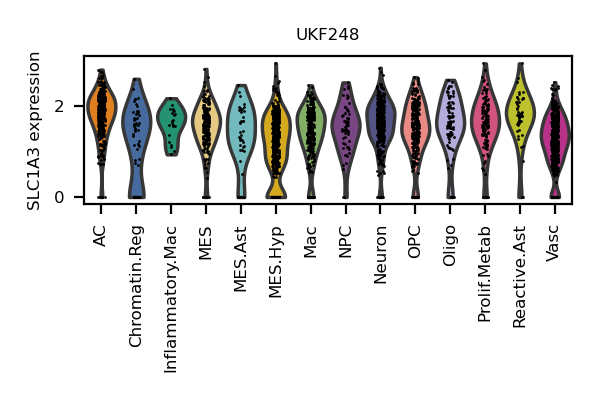 UKF248
SLC1A3 expression
2
0
AC
Chromatin.Reg
Inflammatory.Mac
MES
MES.Ast
MES.Hyp
Mac
NPC
Neuron
OPC
Oligo
Prolif.Metab
Reactive.Ast
Vasc